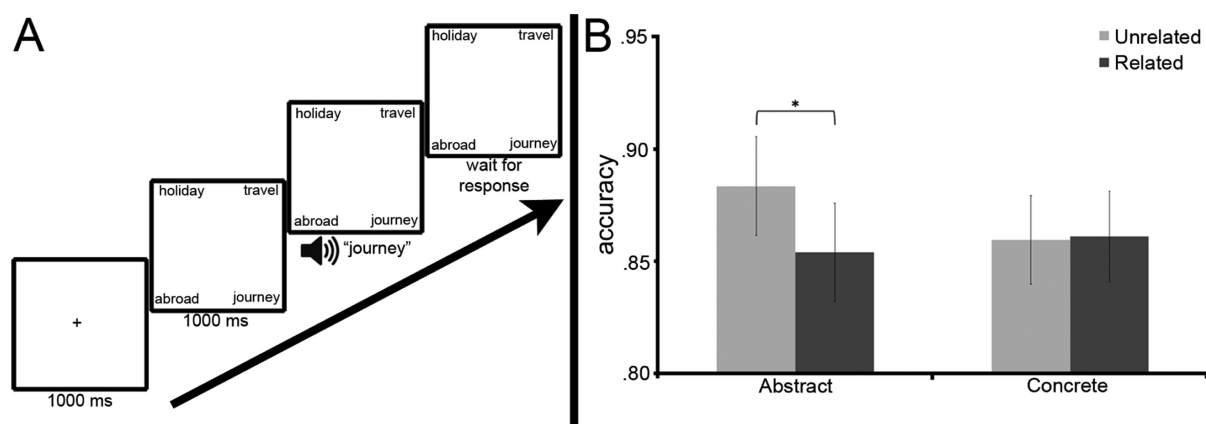 A
+
1000 ms
holiday travel
abroad journey
1000 ms
holiday travel
abroad journey
"journey"
holiday travel
abroad journey
wait for
response
B
Unrelated
Related
accuracy
.95
.90
.85
.80
*
Abstract
Concrete